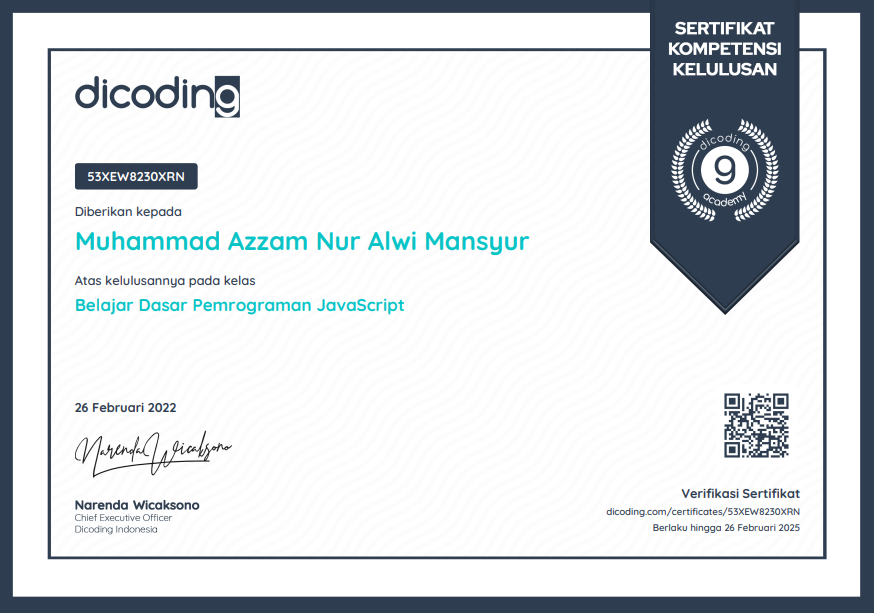 SERTIFIKAT
KOMPETENSI
KELULUSAN
dicoding
dicoding
9
academy
53XEW8230XRN
Diberikan kepada
Muhammad Azzam Nur Alwi Mansyur
Atas kelulusannya pada kelas
Belajar Dasar Pemrograman JavaScript
26 Februari 2022
Narenda Wicaksono
Narenda Wicaksono
Chief Executive Officer
Dicoding Indonesia
Verifikasi Sertifikat
dicoding.com/certificates/53XEW8230XRN
Berlaku hingga 26 Februari 2025